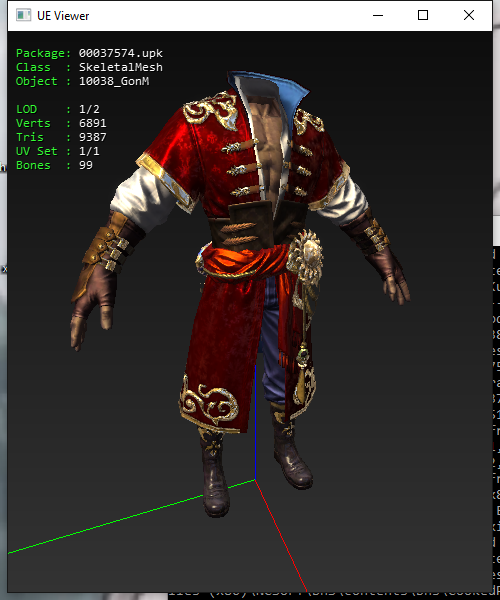 UE Viewer
Package: 00037574.upk
Class : SkeletalMesh
Object : 10038_GonM
LOD : 1/2
Verts : 6891
Tris : 9387
UV Set : 1/1
Bones : 99